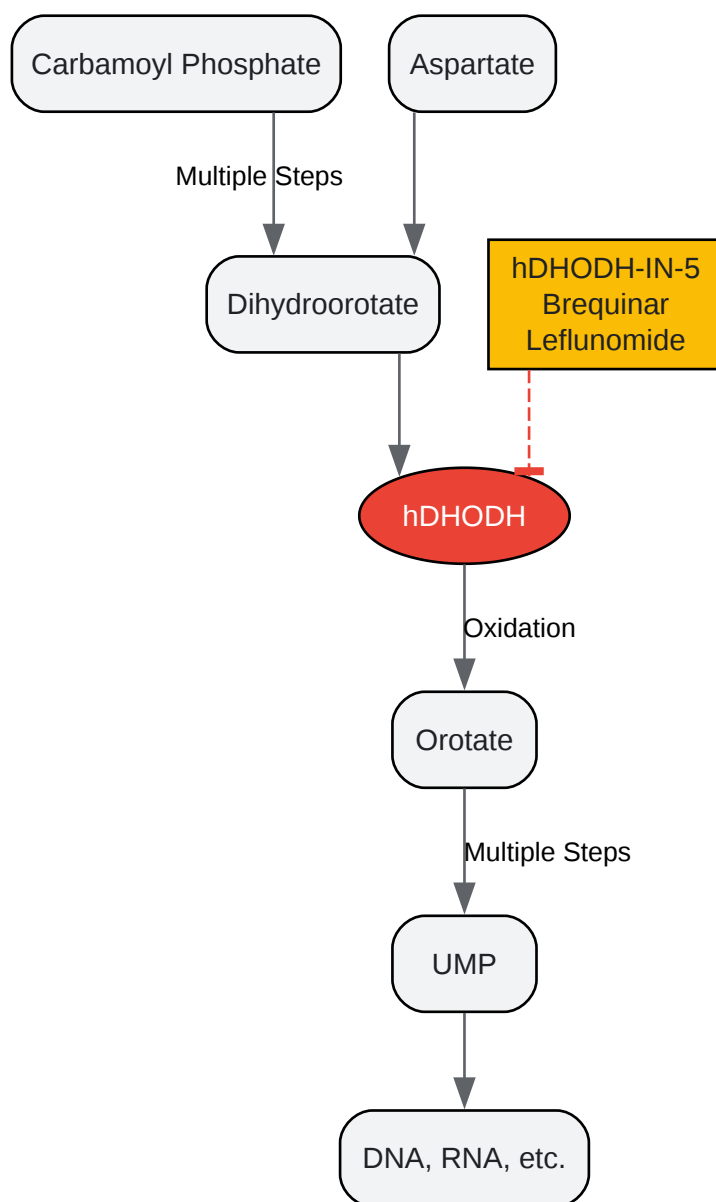 Carbamoyl Phosphate
Aspartate
Multiple Steps
hDHODH-IN-5
Brequinar
Leflunomide
Dihydroorotate
hDHODH
Oxidation
Orotate
Multiple Steps
UMP
DNA, RNA, etc.